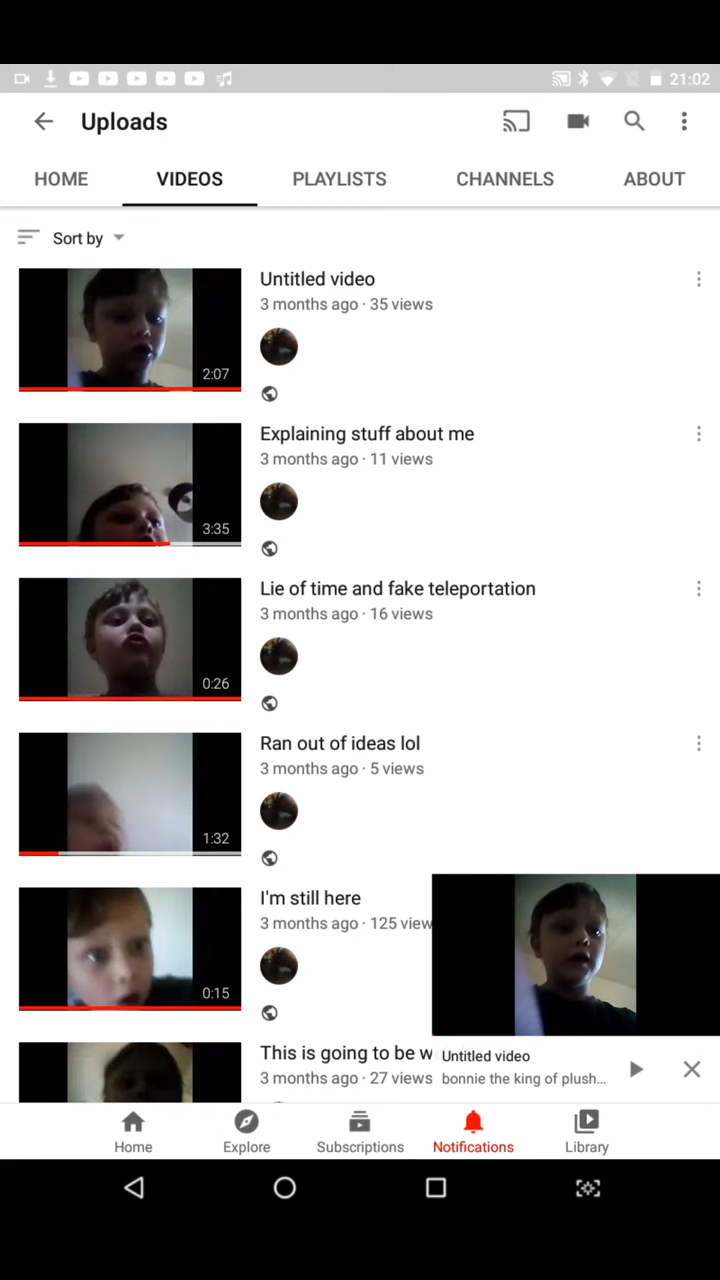 21:02
Uploads
HOME VIDEOS PLAYLISTS CHANNELS ABOUT
Sort by
Untitled video
3 months ago · 35 views
2:07
Explaining stuff about me
3 months ago · 11 views
3:35
Lie of time and fake teleportation
3 months ago · 16 views
0:26
Ran out of ideas lol
3 months ago · 5 views
1:32
I'm still here
3 months ago · 125 view
0:15
This is going to be w
3 months ago · 27 views
Untitled video
bonnie the king of plush...
Home Explore Subscriptions Notifications Library